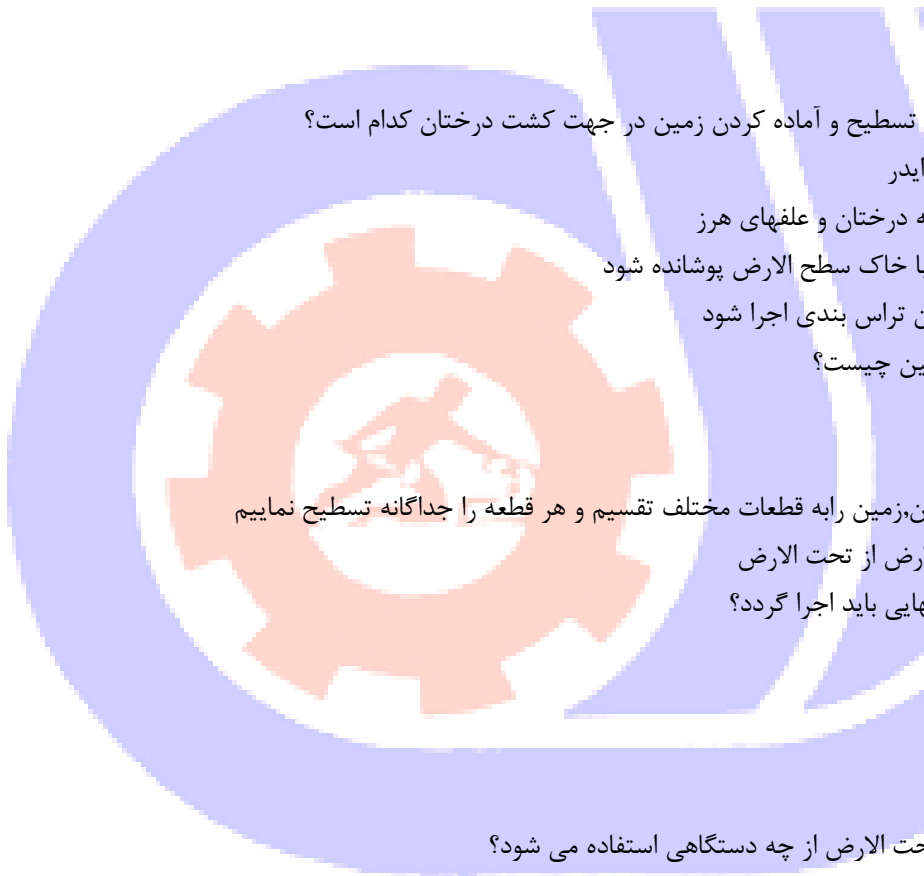 تسطیح و آماده کردن زمین در جهت کشت درختان کدام است؟
ایدر
ه درختان و علفهای هرز
با خاک سطح الارض پوشانده شود
ن تراس بندی اجرا شود
ین چیست؟
ن,زمین رابه قطعات مختلف تقسیم و هر قطعه را جداگانه تسطیح نماییم
رض از تحت الارض
هایی باید اجرا گردد؟
حت الارض از چه دستگاهی استفاده می شود؟